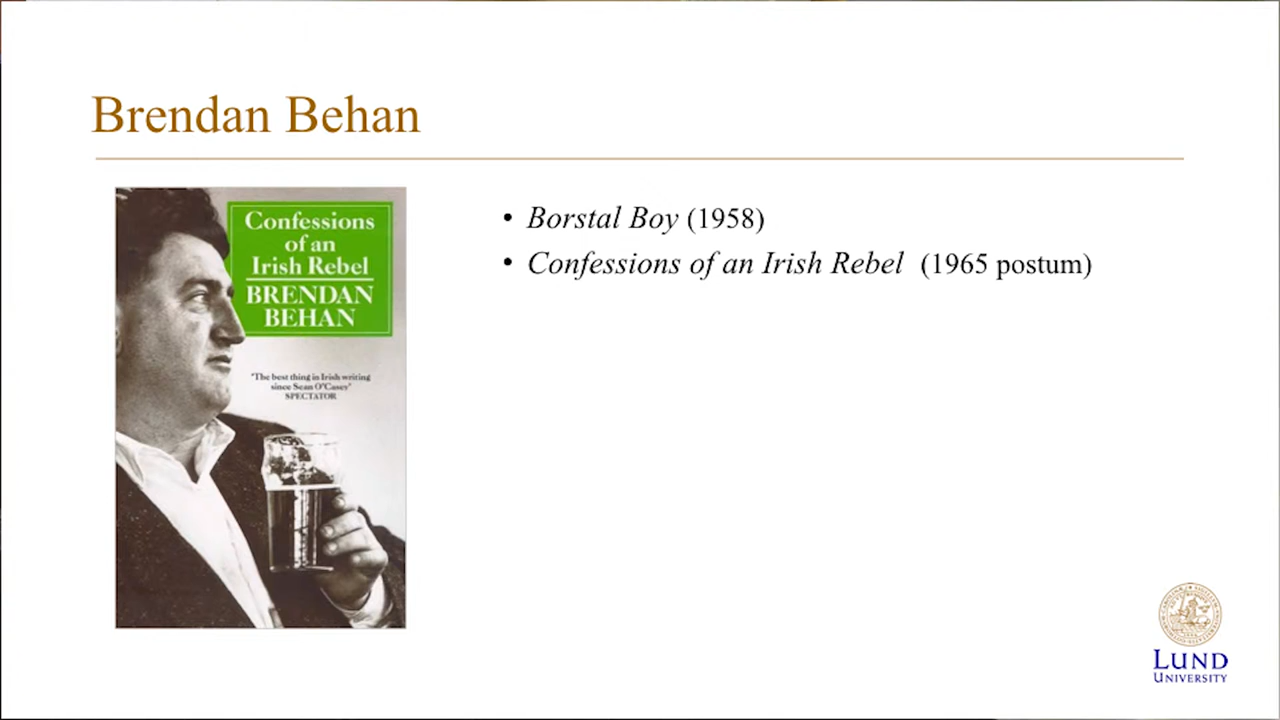 Brendan Behan
Confessions
of an
Irish Rebel
BRENDAN
BEHAN
'The best thing in Irish writing
since Sean O'Casey'
SPECTATOR
• Borstal Boy (1958)
• Confessions of an Irish Rebel (1965 postum)
LUND
UNIVERSITY